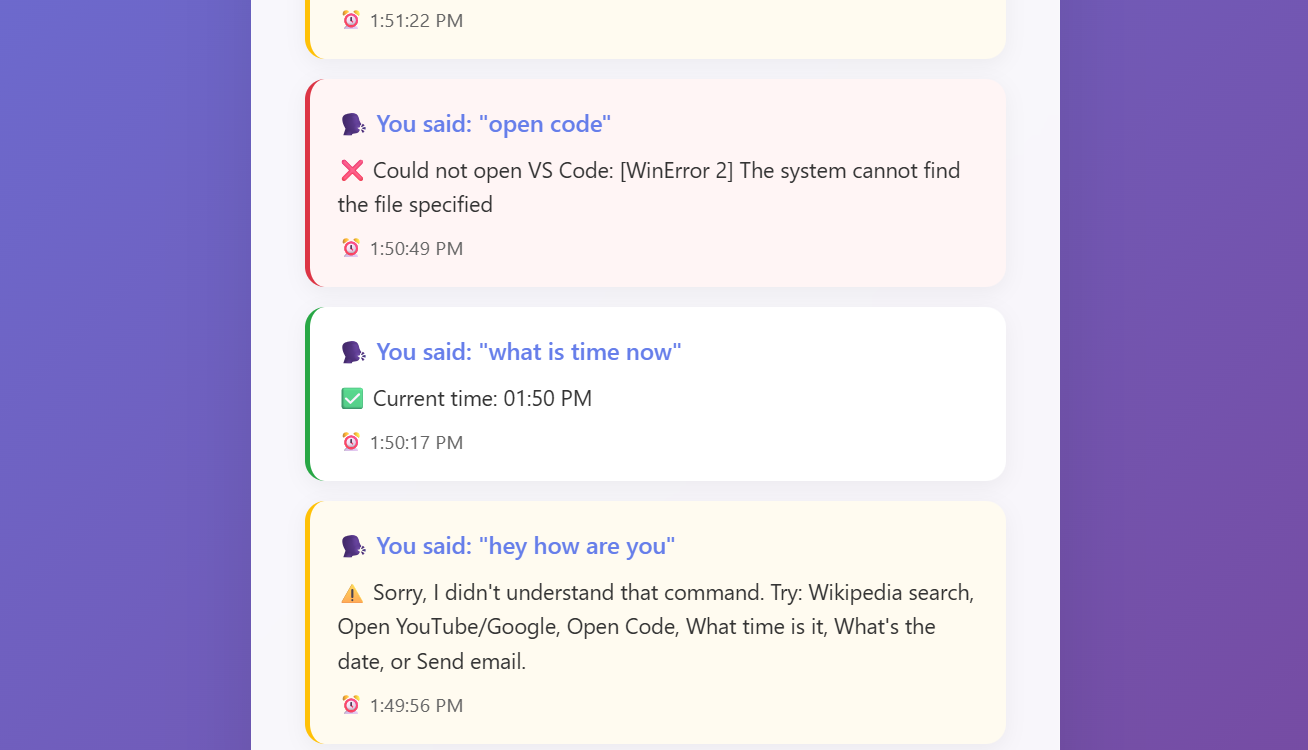 ⏰ 1:51:22 PM
🗣️ You said: "open code"
❌ Could not open VS Code: [WinError 2] The system cannot find
the file specified
⏰ 1:50:49 PM
🗣️ You said: "what is time now"
✅ Current time: 01:50 PM
⏰ 1:50:17 PM
🗣️ You said: "hey how are you"
⚠️ Sorry, I didn't understand that command. Try: Wikipedia search,
Open YouTube/Google, Open Code, What time is it, What's the
date, or Send email.
⏰ 1:49:56 PM